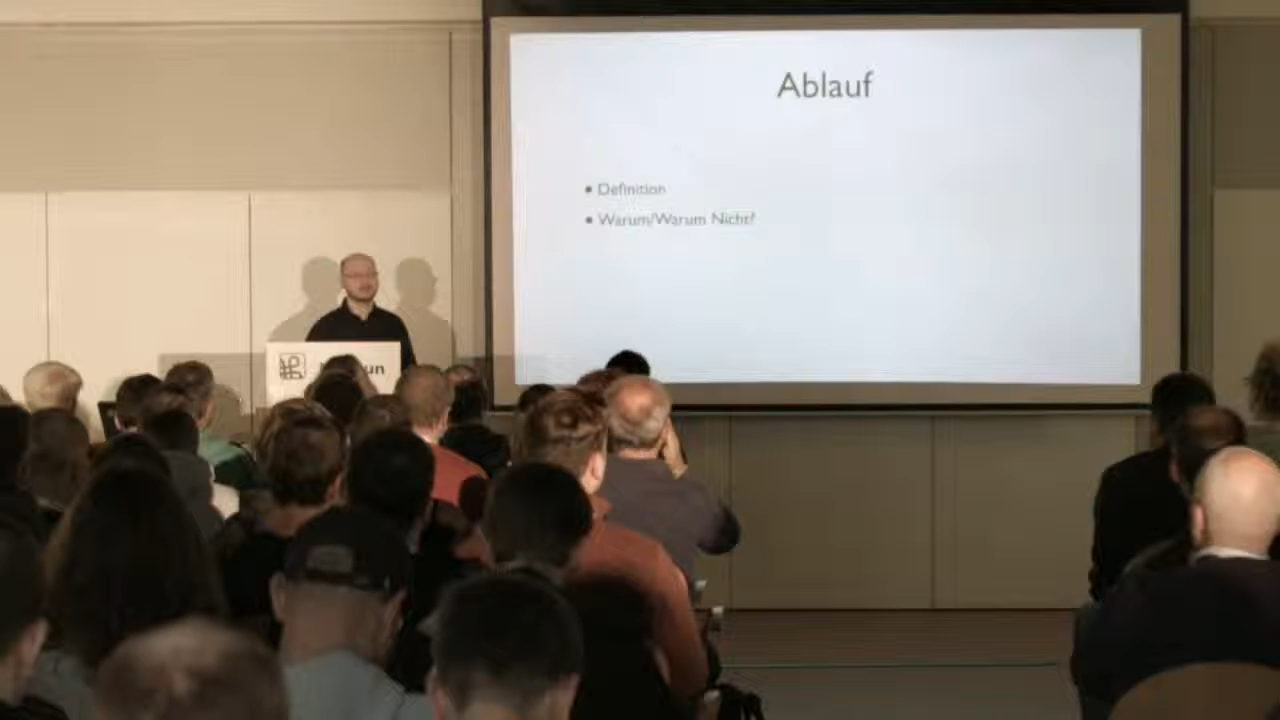 Ablauf
• Definition
• Warum/Warum Nicht?